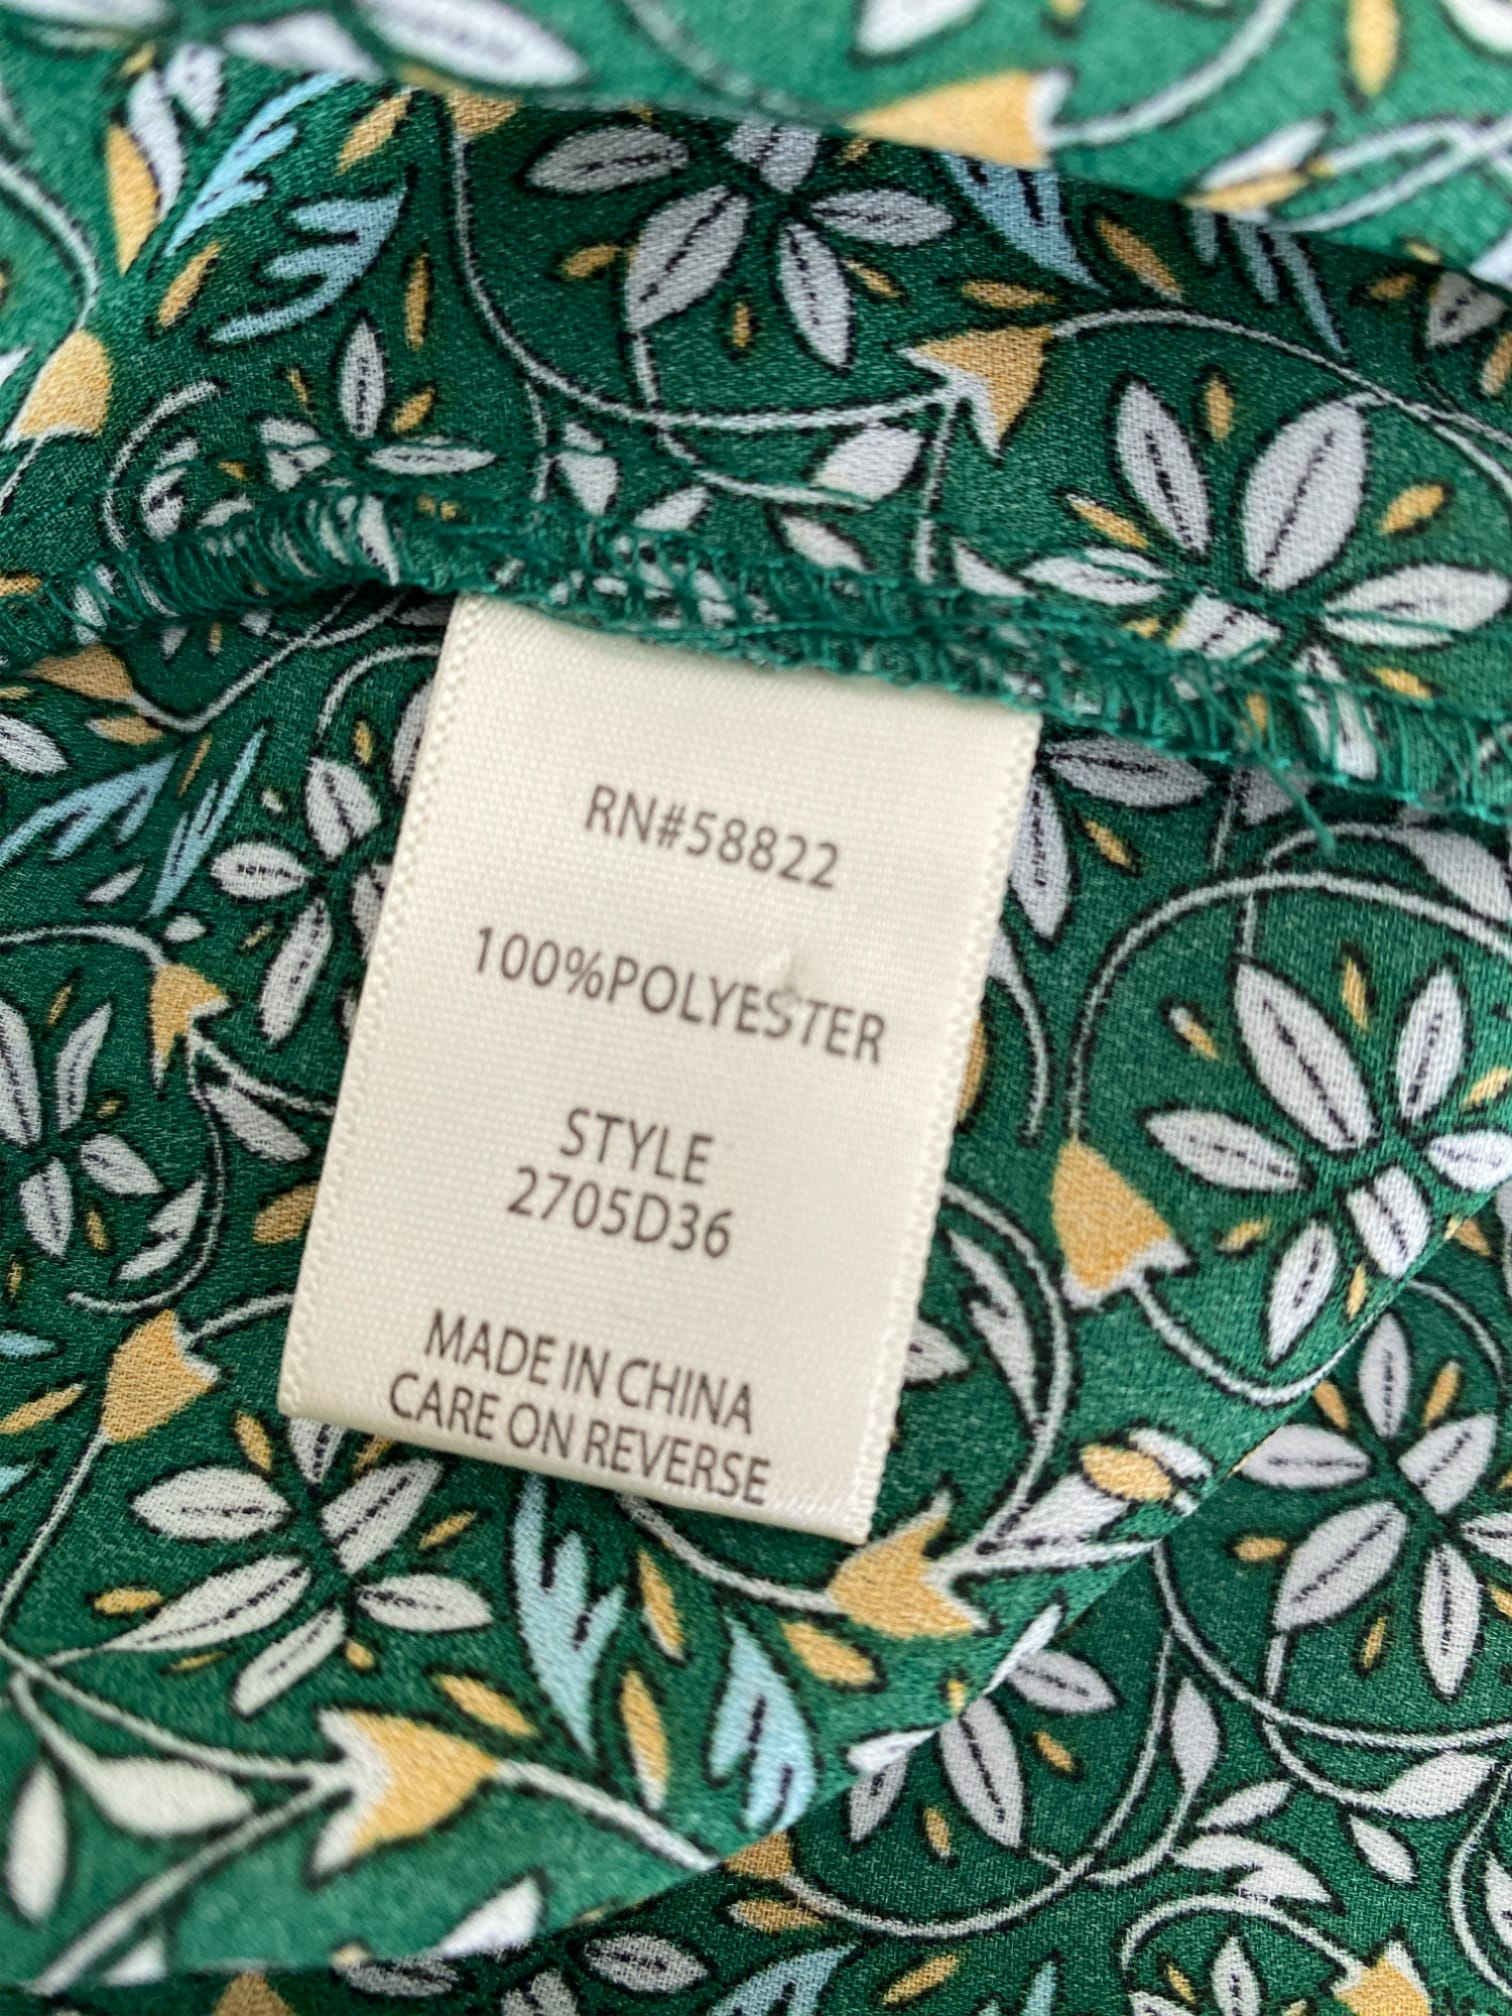 RN#58822
100%POLYESTER
STYLE
2705D36
MADE IN CHINA
CARE ON REVERSE